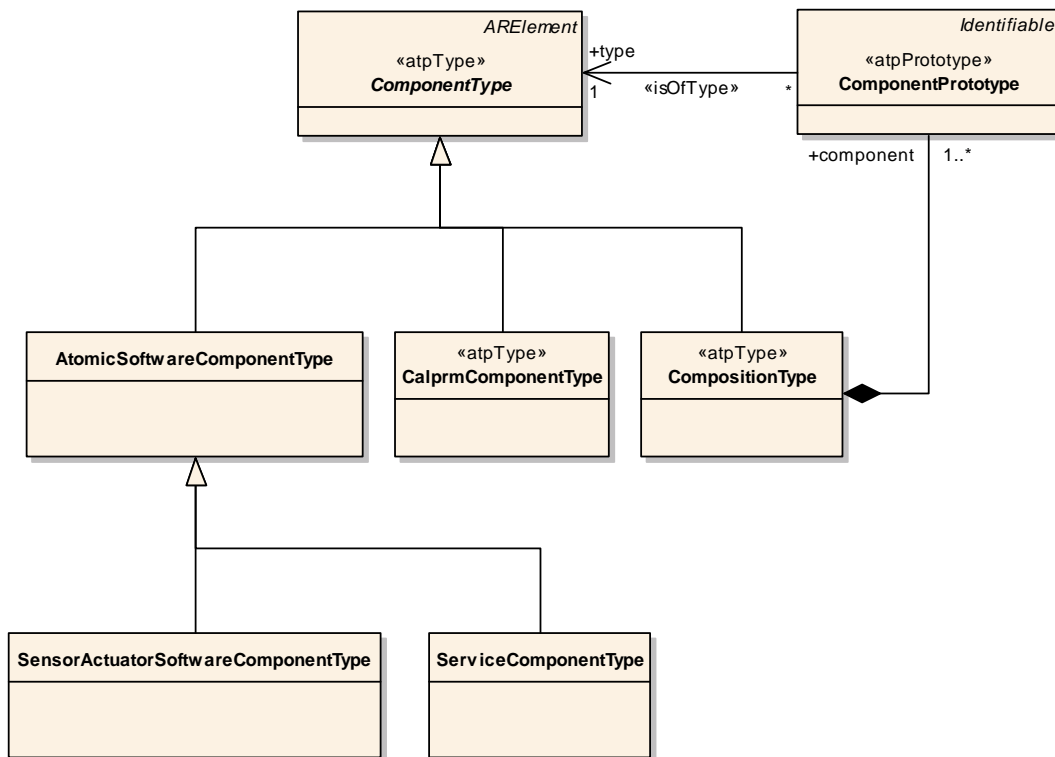 ARElement
«atpType»
ComponentType
+type
1
«isOfType»
*
Identifiable
«atpPrototype»
ComponentPrototype
+component
1..*
AtomicSoftwareComponentType
«atpType»
CalprmComponentType
«atpType»
CompositionType
SensorActuatorSoftwareComponentType
ServiceComponentType